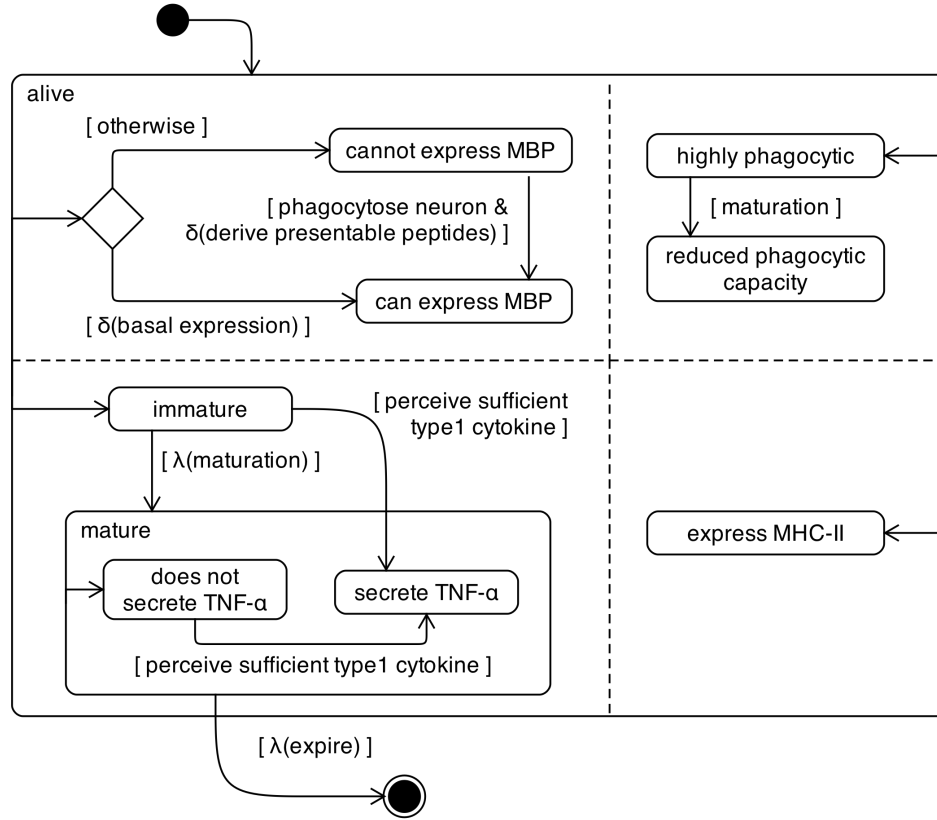 alive
[ otherwise ]
cannot express MBP
[ phagocytose neuron &
δ(derive presentable peptides) ]
can express MBP
[ δ(basal expression) ]
highly phagocytic
[ maturation ]
reduced phagocytic
capacity
immature
[ perceive sufficient
type1 cytokine ]
[ λ(maturation) ]
mature
does not
secrete TNF-α
secrete TNF-α
[ perceive sufficient type1 cytokine ]
express MHC-II
[ λ(expire) ]